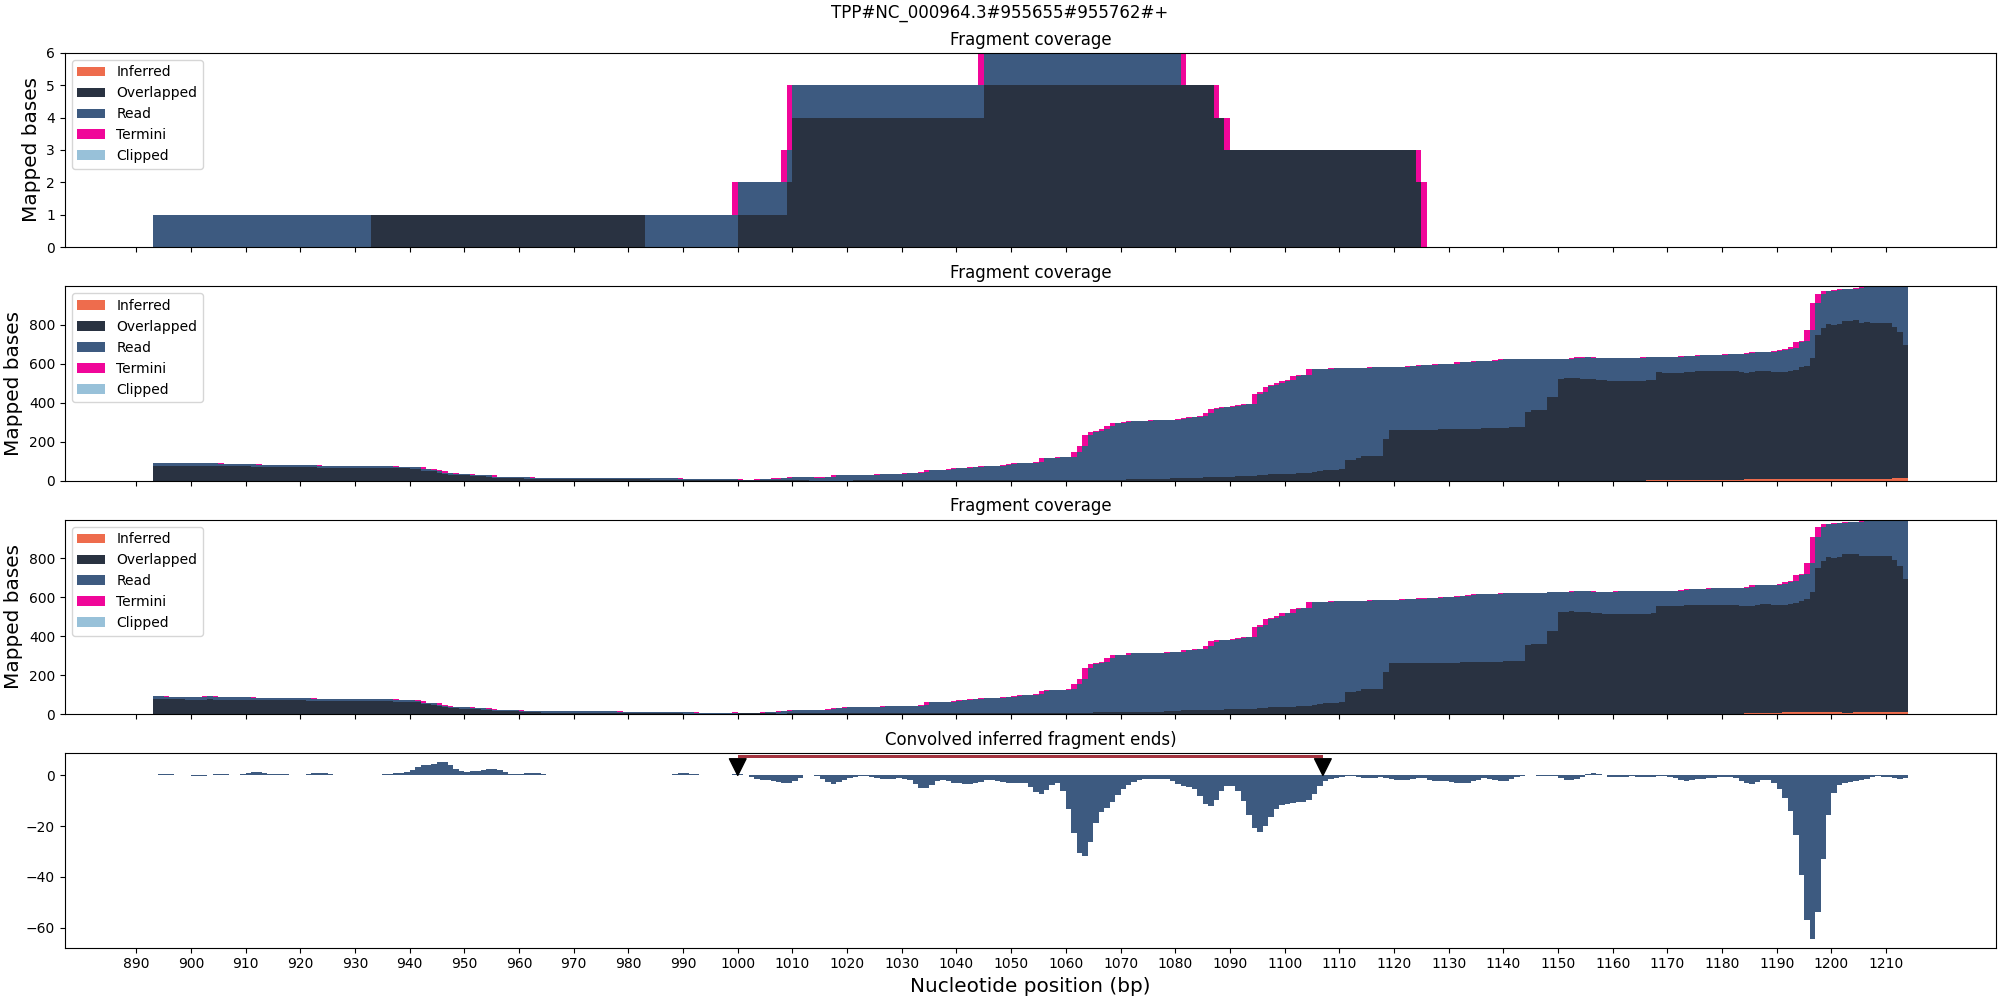 TPP#NC_000964.3#955655#955762#+
Fragment coverage
Mapped bases
6
5
4
3
2
1
0
Inferred
Overlapped
Read
Termini
Clipped
Fragment coverage
Mapped bases
800
600
400
200
0
Inferred
Overlapped
Read
Termini
Clipped
Fragment coverage
Mapped bases
800
600
400
200
0
Inferred
Overlapped
Read
Termini
Clipped
Convolved inferred fragment ends)
0
−20
−40
−60
890 900 910 920 930 940 950 960 970 980 990 1000 1010 1020 1030 1040 1050 1060 1070 1080 1090 1100 1110 1120 1130 1140 1150 1160 1170 1180 1190 1200 1210
Nucleotide position (bp)